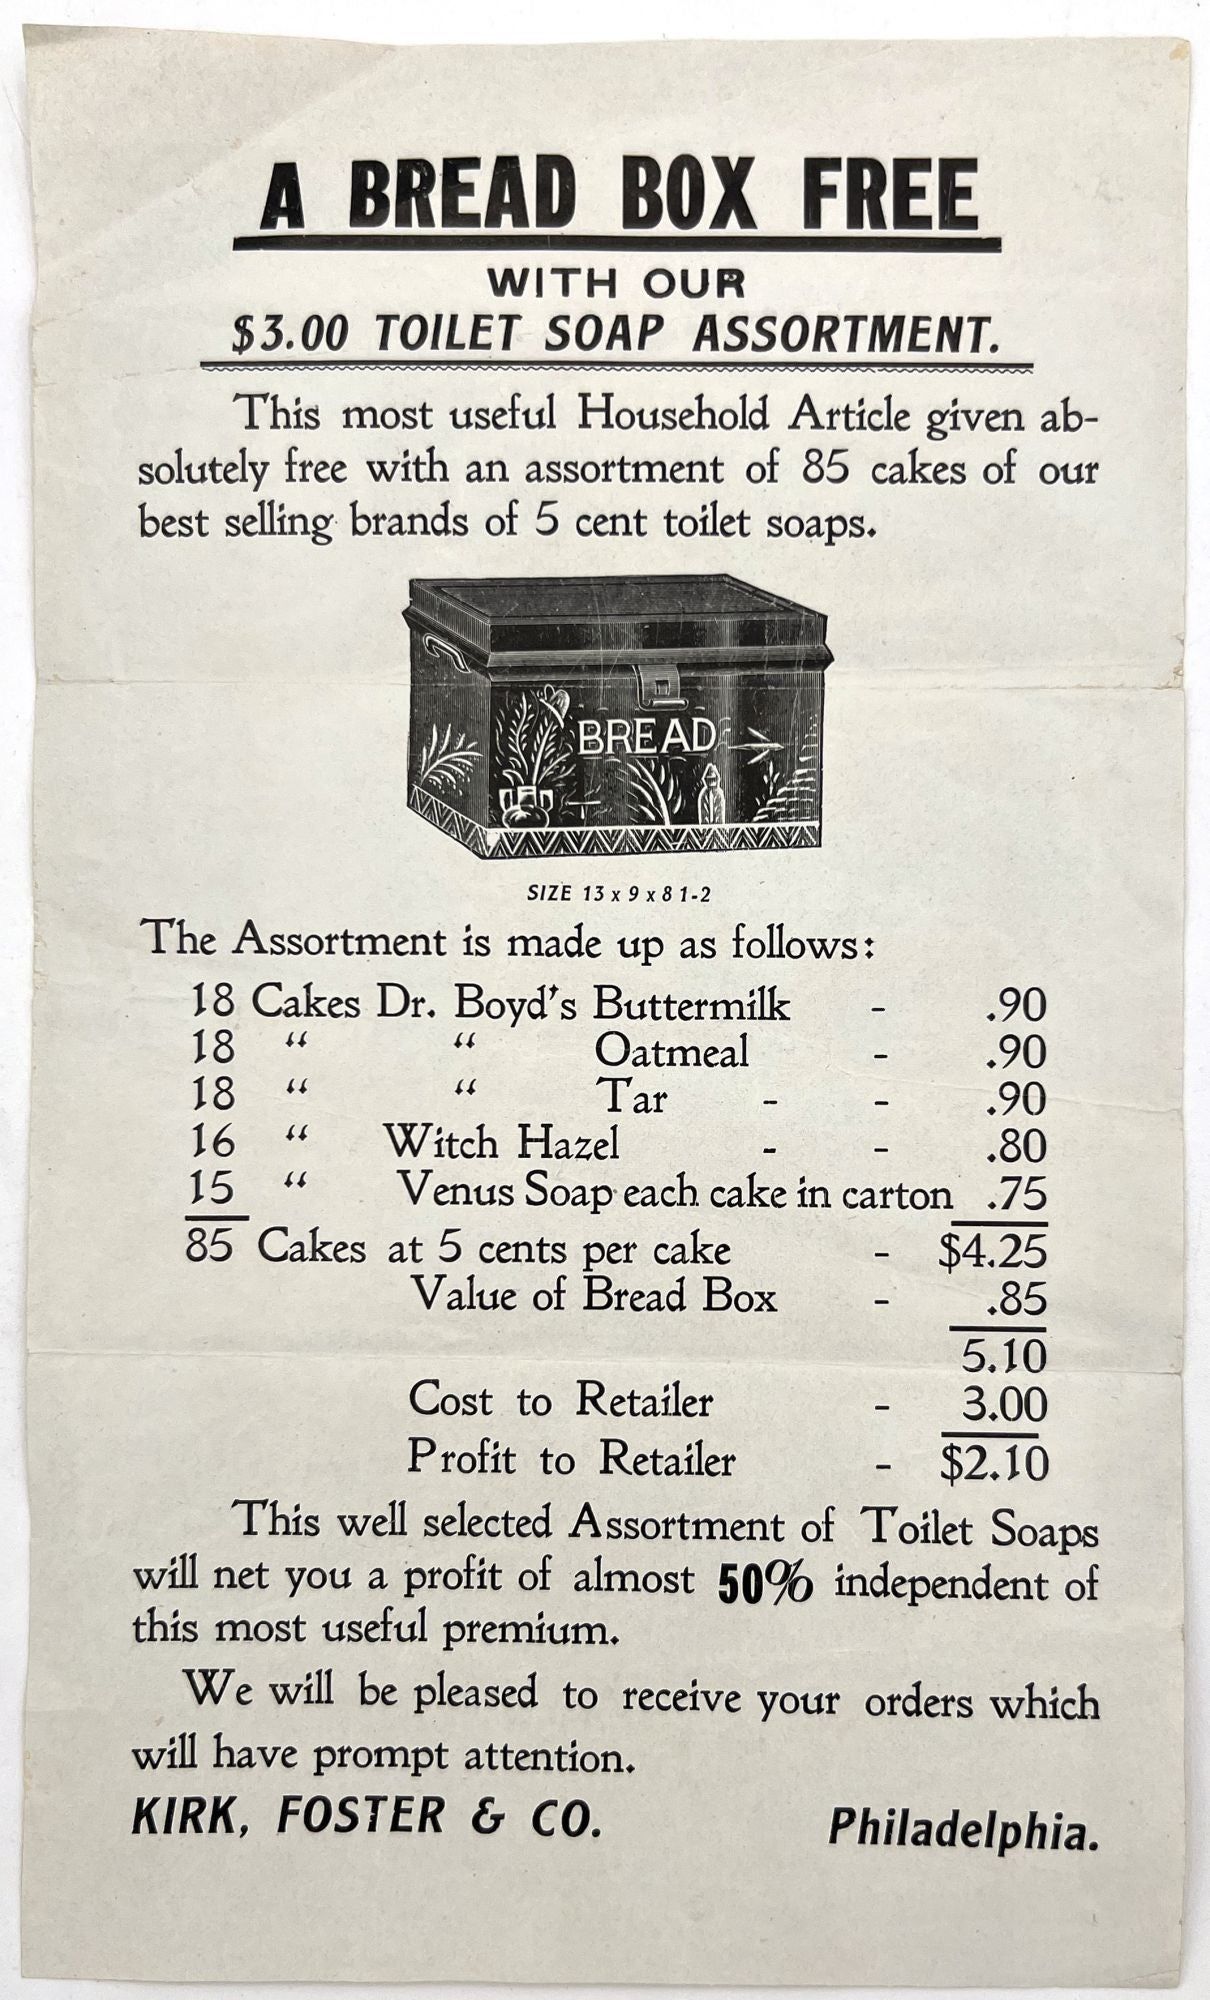 A BREAD BOX FREE
WITH OUR
$3.00 TOILET SOAP ASSORTMENT.
This most useful Household Article given ab-
solutely free with an assortment of 85 cakes of our
best selling brands of 5 cent toilet soaps.
BREAD
SIZE 13 x 9 x 8 1-2
The Assortment is made up as follows:
18 Cakes Dr. Boyd's Buttermilk - .90
18 “ “ Oatmeal - .90
18 “ “ Tar - - .90
16 “ Witch Hazel - - .80
15 “ Venus Soap each cake in carton .75
85 Cakes at 5 cents per cake - $4.25
Value of Bread Box - .85
5.10
Cost to Retailer - 3.00
Profit to Retailer - $2.10
This well selected Assortment of Toilet Soaps
will net you a profit of almost 50% independent of
this most useful premium.
We will be pleased to receive your orders which
will have prompt attention.
KIRK, FOSTER & CO. Philadelphia.